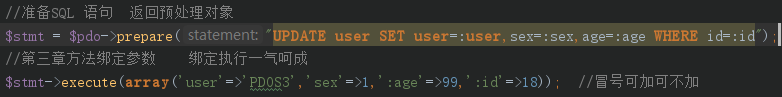 //准备SQL 语句  返回预处理对象
$stmt = $pdo->prepare( statement: "UPDATE user SET user=:user,sex=:sex,age=:age WHERE id=:id");
//第三章方法绑定参数   绑定执行一气呵成
$stmt->execute(array('user'=>'PDOS3','sex'=>1,':age'=>99,':id'=>18));  //冒号可加可不加